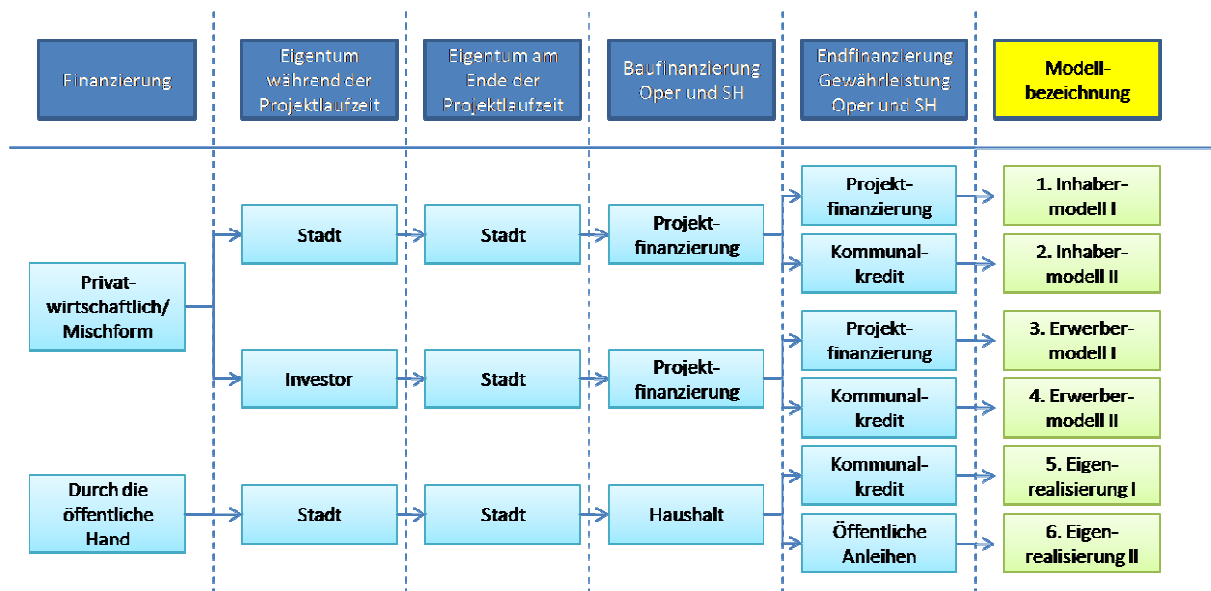 Finanzierung
Eigentum
während der
Projektlaufzeit
Eigentum am
Ende der
Projektlaufzeit
Baufinanzierung
Oper und SH
Endfinanzierung
Gewährleistung
Oper und SH
Modell-
bezeichnung
Privat-
wirtschaftlich/
Mischform
Stadt
Stadt
Projekt-
finanzierung
Projekt-
finanzierung
1. Inhaber-
modell I
Kommunal-
kredit
2. Inhaber-
modell II
Investor
Stadt
Projekt-
finanzierung
Projekt-
finanzierung
3. Erwerber-
modell I
Kommunal-
kredit
4. Erwerber-
modell II
Durch die
öffentliche
Hand
Stadt
Stadt
Haushalt
Kommunal-
kredit
5. Eigen-
realisierung I
Öffentliche
Anleihen
6. Eigen-
realisierung II